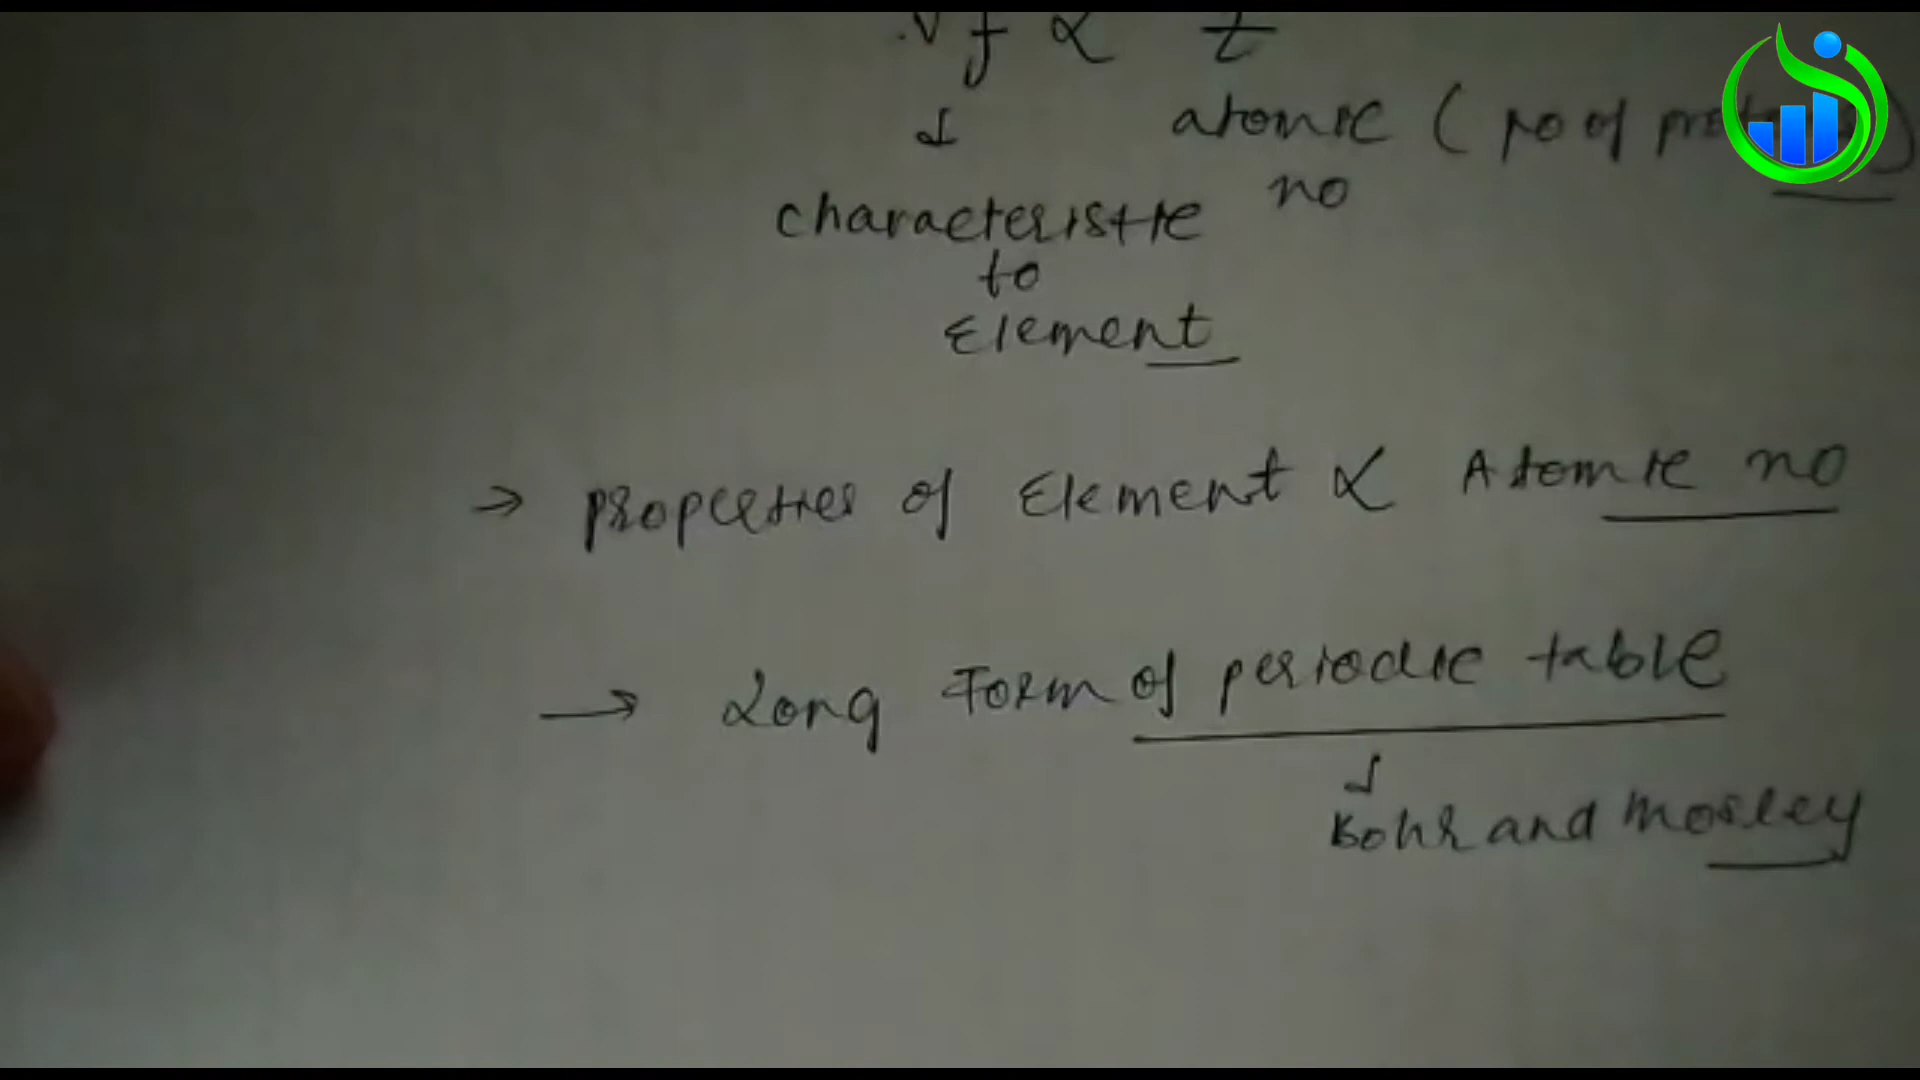 √f ∝ Z
↓ atomic (no of
characteristic no
to
Element
→ properties of Element ∝ Atomic no
→ Long Form of periodic table
↓
Bohr and Mosley